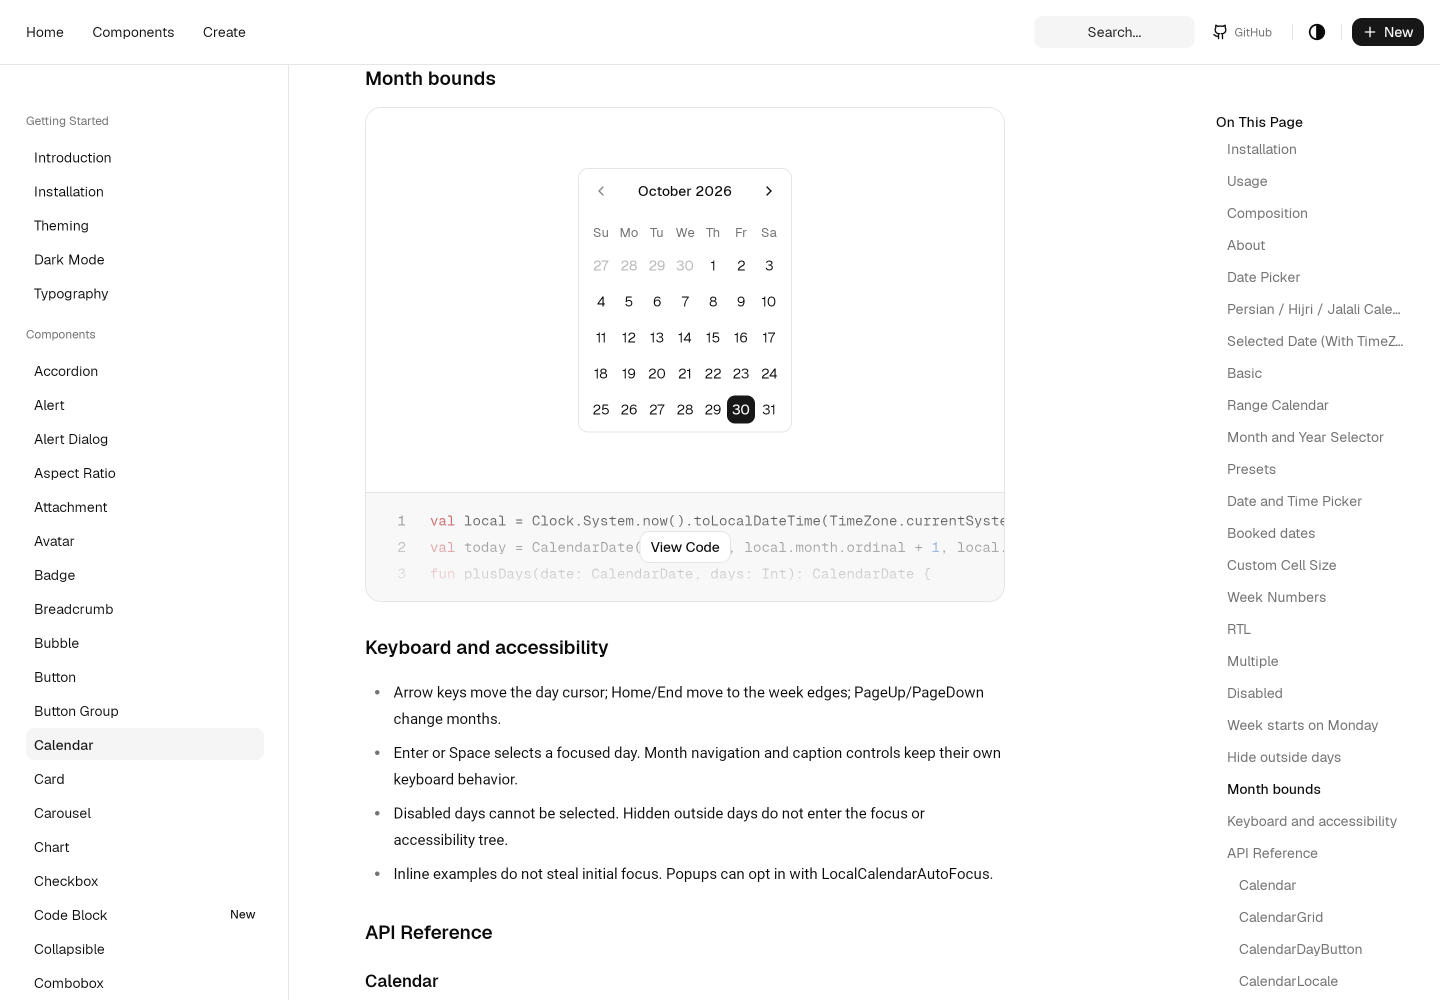 Home
Components
Create
Search...
GitHub
New
Getting Started
Introduction
Installation
Theming
Dark Mode
Typography
Components
Accordion
Alert
Alert Dialog
Aspect Ratio
Attachment
Avatar
Badge
Breadcrumb
Bubble
Button
Button Group
Calendar
Card
Carousel
Chart
Checkbox
Code Block New
Collapsible
Combobox
Month bounds
October 2026
Su Mo Tu We Th Fr Sa
27 28 29 30 1 2 3
4 5 6 7 8 9 10
11 12 13 14 15 16 17
18 19 20 21 22 23 24
25 26 27 28 29 30 31
1 val local = Clock.System.now().toLocalDateTime(TimeZone.currentSyste
2 val today = CalendarDate( , local.month.ordinal + 1, local.
View Code
3 fun plusDays(date: CalendarDate, days: Int): CalendarDate {
Keyboard and accessibility
Arrow keys move the day cursor; Home/End move to the week edges; PageUp/PageDown
change months.
Enter or Space selects a focused day. Month navigation and caption controls keep their own
keyboard behavior.
Disabled days cannot be selected. Hidden outside days do not enter the focus or
accessibility tree.
Inline examples do not steal initial focus. Popups can opt in with LocalCalendarAutoFocus.
API Reference
Calendar
On This Page
Installation
Usage
Composition
About
Date Picker
Persian / Hijri / Jalali Cale...
Selected Date (With TimeZ...
Basic
Range Calendar
Month and Year Selector
Presets
Date and Time Picker
Booked dates
Custom Cell Size
Week Numbers
RTL
Multiple
Disabled
Week starts on Monday
Hide outside days
Month bounds
Keyboard and accessibility
API Reference
Calendar
CalendarGrid
CalendarDayButton
CalendarLocale